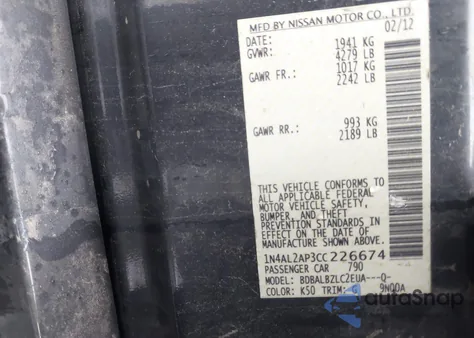 MFD BY NISSAN MOTOR CO., LTD.
DATE: 02/12
GVWR: 1941 KG
4279 LB
GAWR FR.: 1017 KG
2242 LB
GAWR RR.: 993 KG
2189 LB
THIS VEHICLE CONFORMS TO
ALL APPLICABLE FEDERAL
MOTOR VEHICLE SAFETY,
BUMPER, AND THEFT
PREVENTION STANDARDS IN
EFFECT ON THE DATE OF
MANUFACTURE SHOWN ABOVE.
1N4AL2AP3CC226674
PASSENGER CAR 790
MODEL: BDBALBZLC2EUA---0-
COLOR: K50 TRIM: G 9N00A
autoSnap